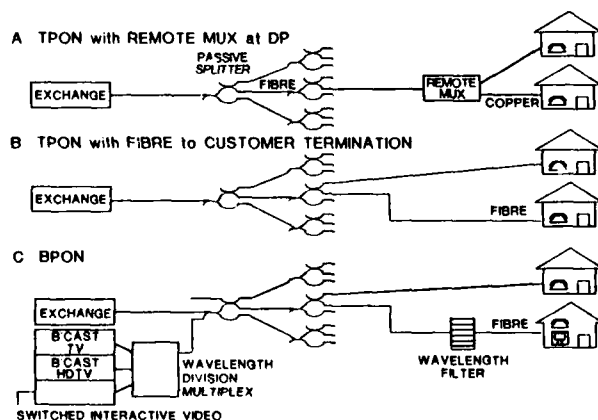 A TPON with REMOTE MUX at DP
PASSIVE
SPLITTER
EXCHANGE
FIBRE
REMOTE
MUX
COPPER
B TPON with FIBRE to CUSTOMER TERMINATION
EXCHANGE
FIBRE
C BPON
EXCHANGE
B'CAST
TV
B'CAST
HDTV
WAVELENGTH
DIVISION
MULTIPLEX
WAVELENGTH
FILTER
FIBRE
SWITCHED INTERACTIVE VIDEO